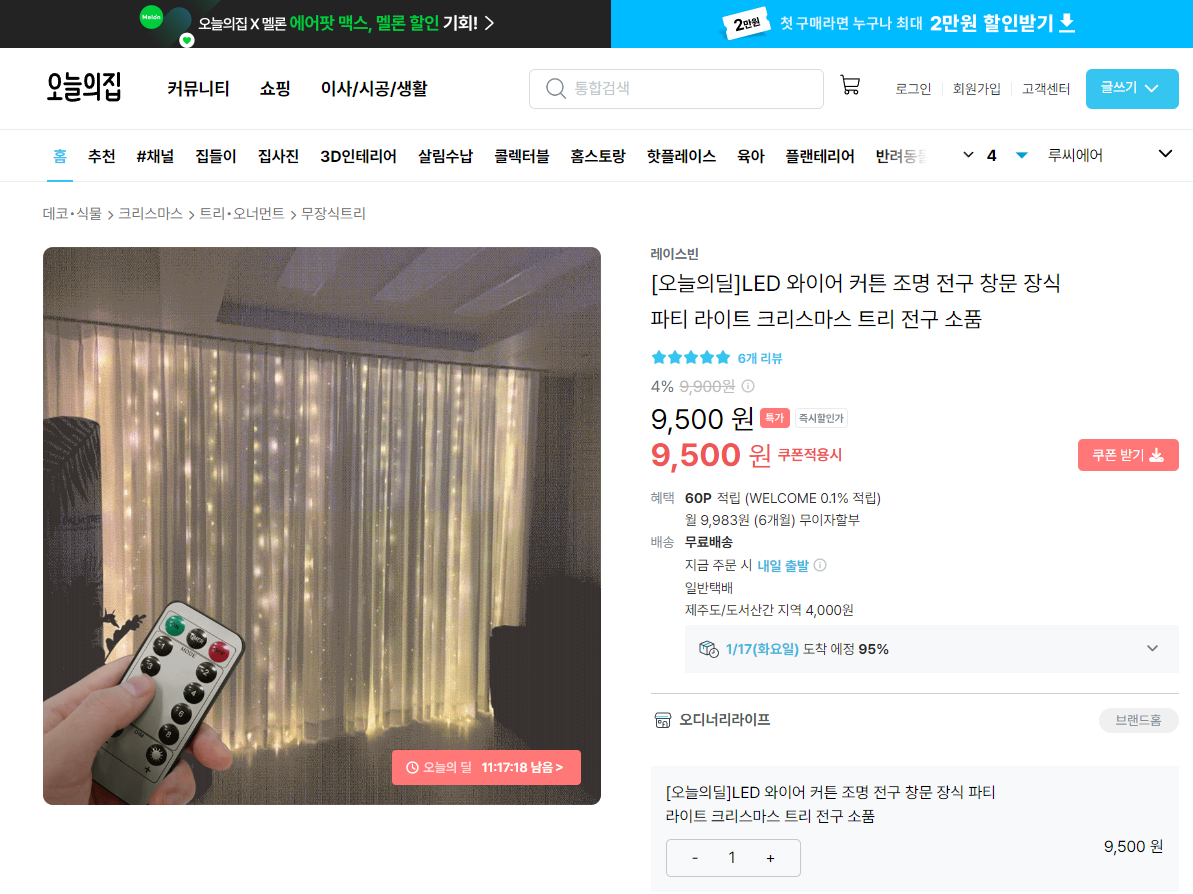 Melon
오늘의집 X 멜론 에어팟 맥스, 멜론 할인 기회!
2만원
첫 구매라면 누구나 최대 2만원 할인받기
오늘의집
커뮤니티 쇼핑 이사/시공/생활
통합검색
로그인 회원가입 고객센터
글쓰기
홈 추천 #채널 집들이 집사진 3D인테리어 살림수납 콜렉터블 홈스토랑 핫플레이스 육아 플랜테리어 반려동물
4 루씨에어
데코•식물 > 크리스마스 > 트리•오너먼트 > 무장식트리
레이스빈
[오늘의딜]LED 와이어 커튼 조명 전구 창문 장식
파티 라이트 크리스마스 트리 전구 소품
6개 리뷰
4% 9,900원
9,500 원 특가 즉시할인가
9,500 원 쿠폰적용시
쿠폰 받기
혜택 60P 적립 (WELCOME 0.1% 적립)
월 9,983원 (6개월) 무이자할부
배송 무료배송
지금 주문 시 내일 출발
일반택배
제주도/도서산간 지역 4,000원
1/17(화요일) 도착 예정 95%
MODE
DIM
오늘의 딜 11:17:18 남음 >
오디너리라이프
브랜드홈
[오늘의딜]LED 와이어 커튼 조명 전구 창문 장식 파티
라이트 크리스마스 트리 전구 소품
- 1 +
9,500 원